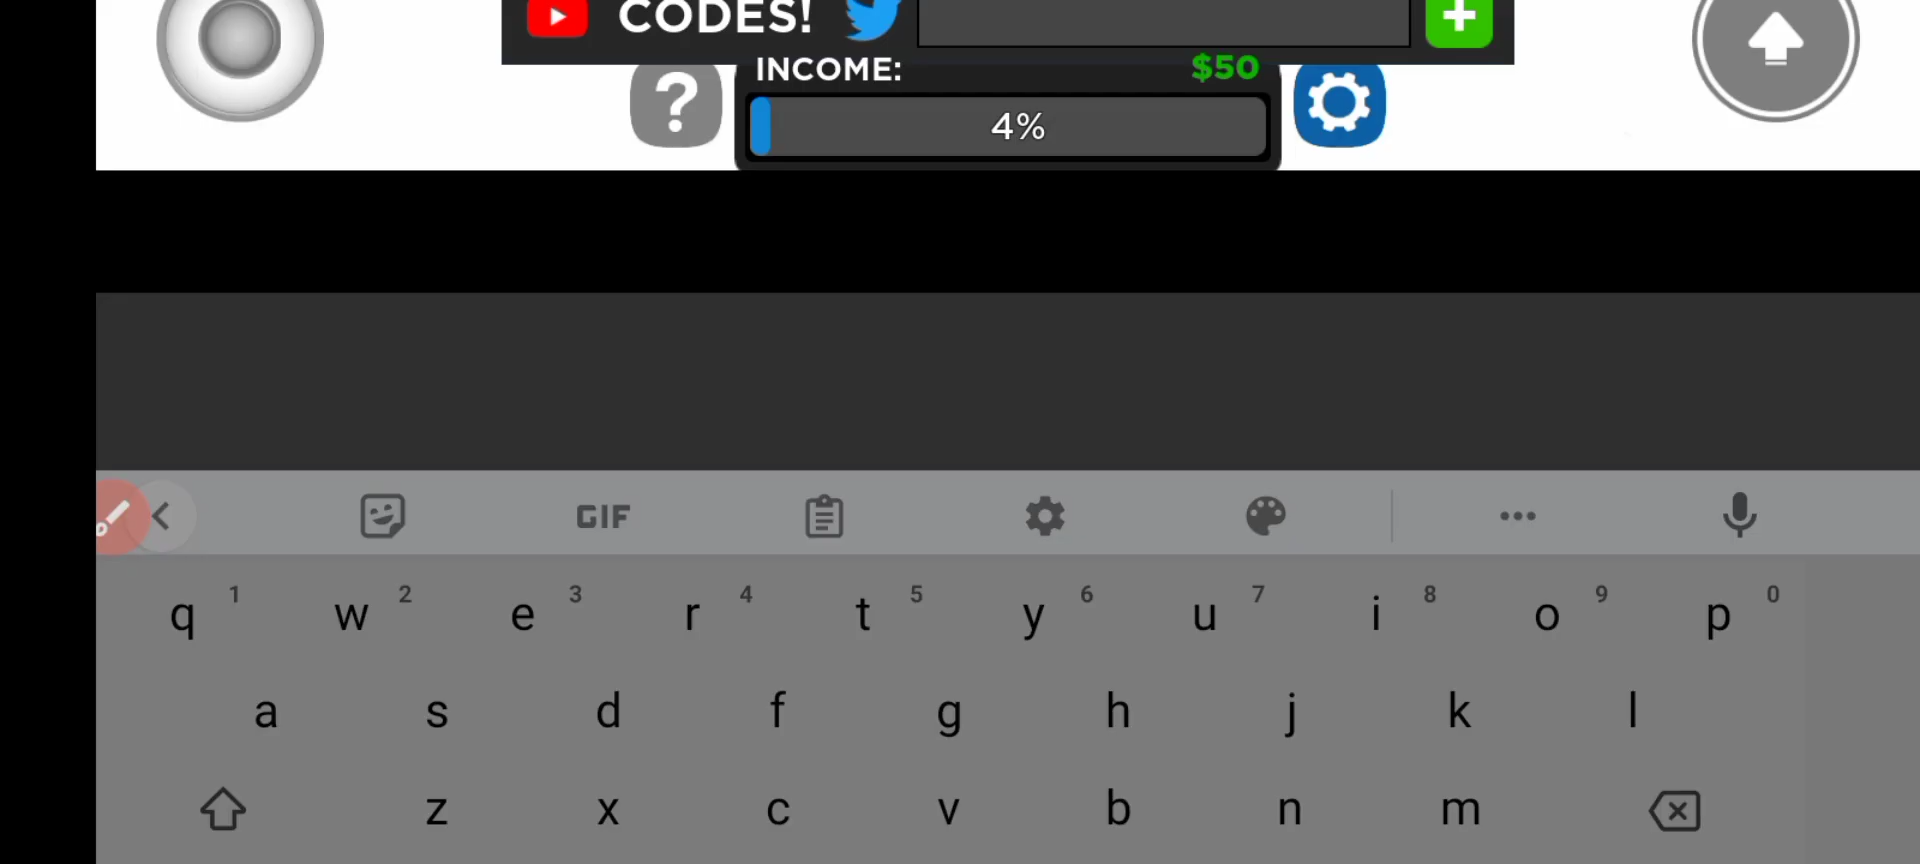 CODES!
INCOME: $50
?
4%
GIF
q 1 w 2 e 3 r 4 t 5 y 6 u 7 i 8 o 9 p 0
a s d f g h j k l
z x c v b n m